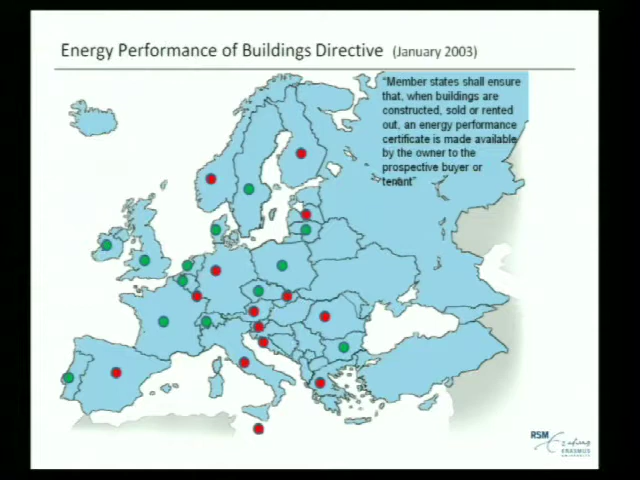 Energy Performance of Buildings Directive (January 2003)
“Member states shall ensure
that, when buildings are
constructed, sold or rented
out, an energy performance
certificate is made available
by the owner to the
prospective buyer or
tenant”
RSM
Erasmus
ERASMUS
UNIVERSITY